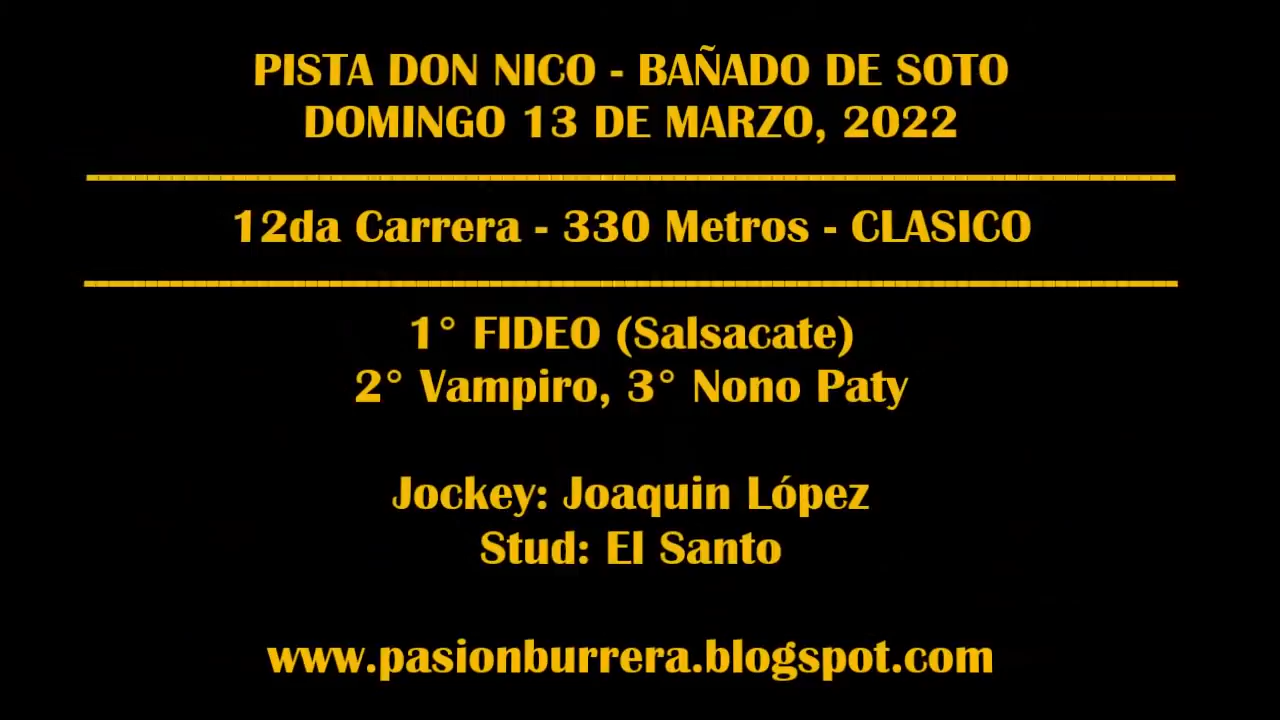 PISTA DON NICO - BAÑADO DE SOTO
DOMINGO 13 DE MARZO, 2022
12da Carrera - 330 Metros - CLASICO
1° FIDEO (Salsacate)
2° Vampiro, 3° Nono Paty
Jockey: Joaquin López
Stud: El Santo
www.pasionburrera.blogspot.com